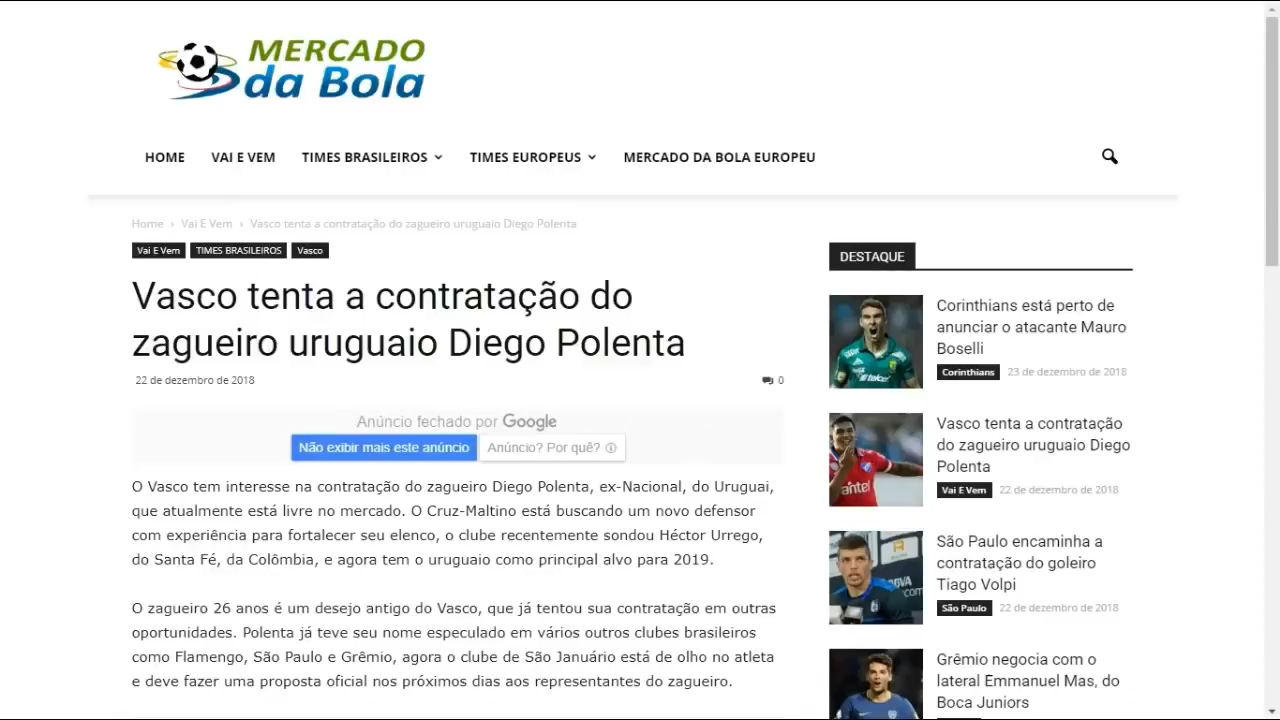 MERCADO
da Bola
HOME VAI E VEM TIMES BRASILEIROS TIMES EUROPEUS MERCADO DA BOLA EUROPEU
Home › Vai E Vem › Vasco tenta a contratação do zagueiro uruguaio Diego Polenta
Vai E Vem TIMES BRASILEIROS Vasco
Vasco tenta a contratação do
zagueiro uruguaio Diego Polenta
22 de dezembro de 2018 0
Anúncio fechado por Google
Não exibir mais este anúncio Anúncio? Por quê?
O Vasco tem interesse na contratação do zagueiro Diego Polenta, ex-Nacional, do Uruguai,
que atualmente está livre no mercado. O Cruz-Maltino está buscando um novo defensor
com experiência para fortalecer seu elenco, o clube recentemente sondou Héctor Urrego,
do Santa Fé, da Colômbia, e agora tem o uruguaio como principal alvo para 2019.
O zagueiro 26 anos é um desejo antigo do Vasco, que já tentou sua contratação em outras
oportunidades. Polenta já teve seu nome especulado em vários outros clubes brasileiros
como Flamengo, São Paulo e Grêmio, agora o clube de São Januário está de olho no atleta
e deve fazer uma proposta oficial nos próximos dias aos representantes do zagueiro.
DESTAQUE
Corinthians está perto de
anunciar o atacante Mauro
Boselli
Corinthians 23 de dezembro de 2018
Vasco tenta a contratação
do zagueiro uruguaio Diego
Polenta
Vai E Vem 22 de dezembro de 2018
São Paulo encaminha a
contratação do goleiro
Tiago Volpi
São Paulo 22 de dezembro de 2018
Grêmio negocia com o
lateral Emmanuel Mas, do
Boca Juniors